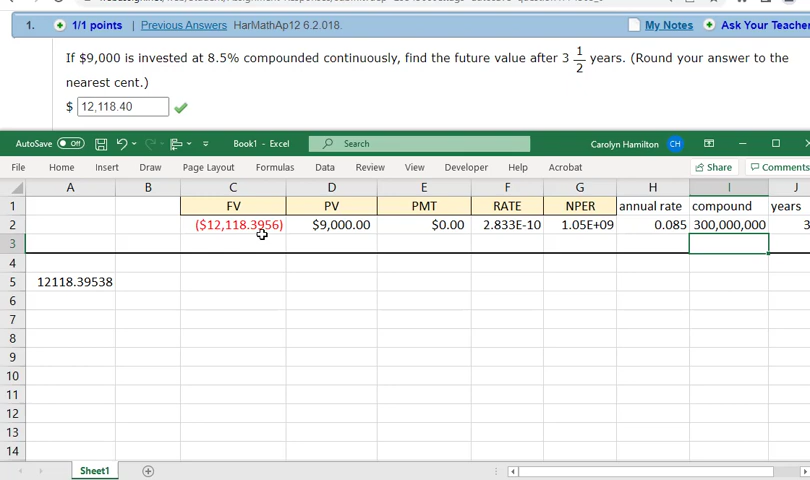 1. 1/1 points Previous Answers HarMathAp12 6.2.018. My Notes Ask Your Teacher
If $9,000 is invested at 8.5% compounded continuously, find the future value after 3 1/2 years. (Round your answer to the
nearest cent.)
$ 12,118.40
AutoSave Off Book1 - Excel Search Carolyn Hamilton CH
File Home Insert Draw Page Layout Formulas Data Review View Developer Help Acrobat Share Comments
A B C D E F G H I J
1 FV PV PMT RATE NPER annual rate compound years
2 ($12,118.3956) $9,000.00 $0.00 2.833E-10 1.05E+09 0.085 300,000,000 3
3
4
5 12118.39538
6
7
8
9
10
11
12
13
14
Sheet1